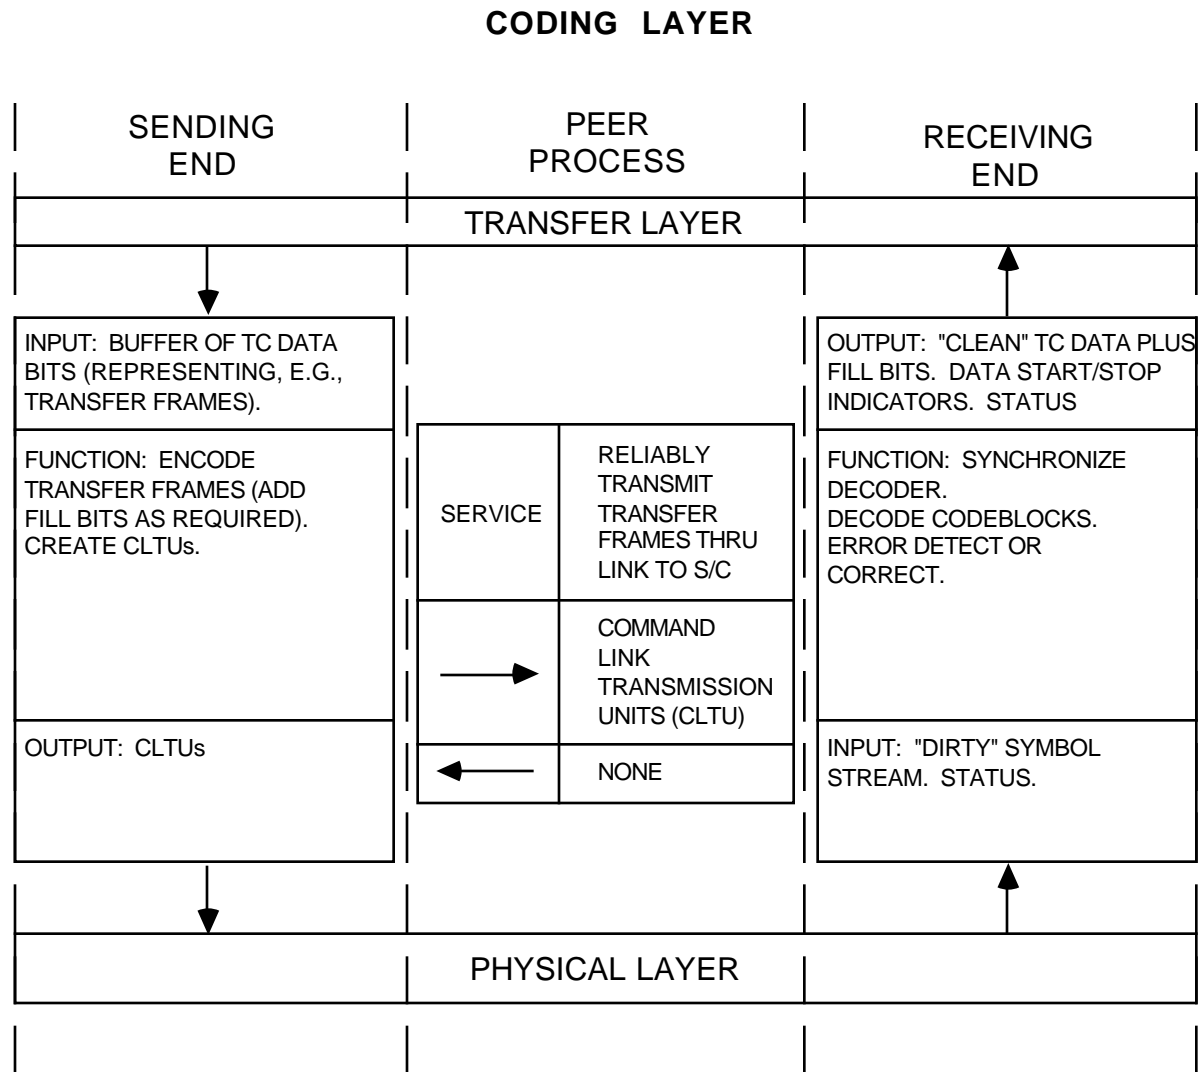 CODING LAYER
SENDING
END
PEER
PROCESS
RECEIVING
END
TRANSFER LAYER
INPUT: BUFFER OF TC DATA
BITS (REPRESENTING, E.G.,
TRANSFER FRAMES).
FUNCTION: ENCODE
TRANSFER FRAMES (ADD
FILL BITS AS REQUIRED).
CREATE CLTUs.
OUTPUT: CLTUs
SERVICE
RELIABLY
TRANSMIT
TRANSFER
FRAMES THRU
LINK TO S/C
COMMAND
LINK
TRANSMISSION
UNITS (CLTU)
NONE
OUTPUT: "CLEAN" TC DATA PLUS
FILL BITS. DATA START/STOP
INDICATORS. STATUS
FUNCTION: SYNCHRONIZE
DECODER.
DECODE CODEBLOCKS.
ERROR DETECT OR
CORRECT.
INPUT: "DIRTY" SYMBOL
STREAM. STATUS.
PHYSICAL LAYER